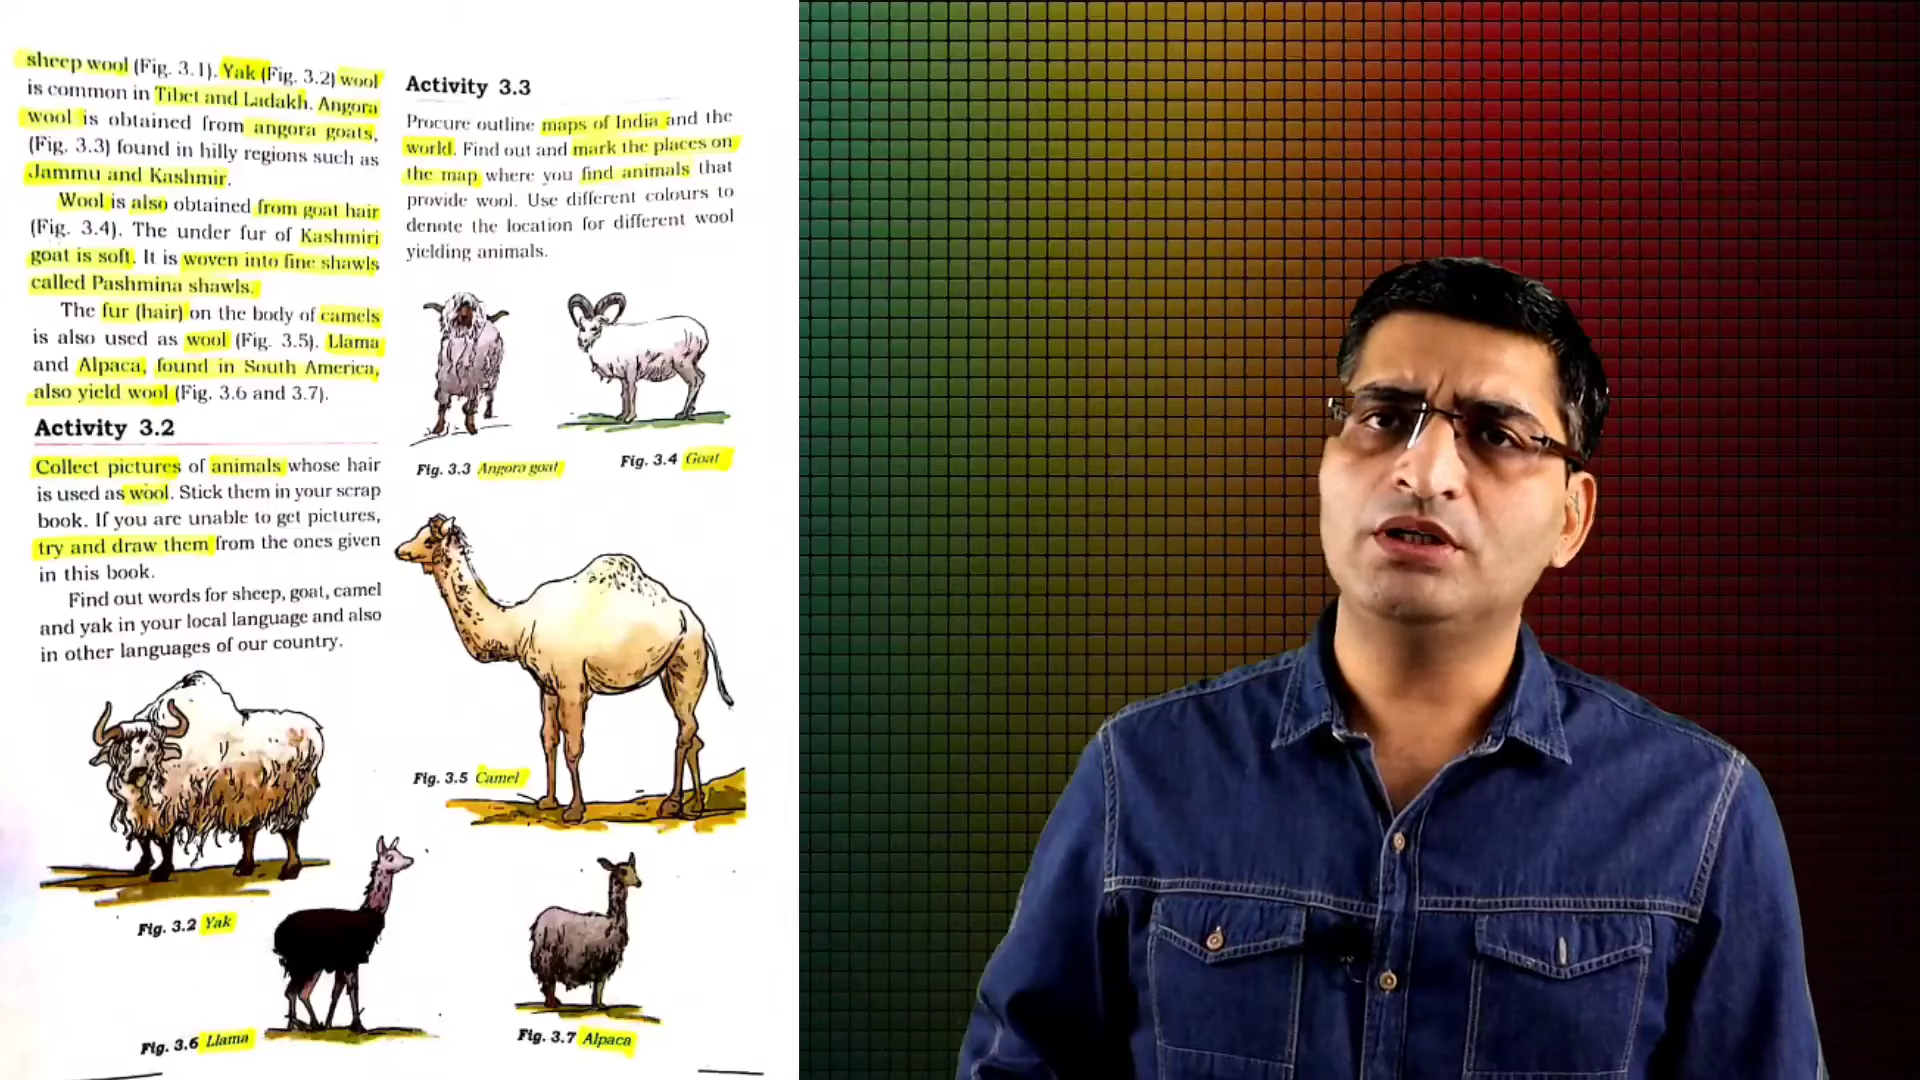 sheep wool (Fig. 3.1). Yak (Fig. 3.2) wool
is common in Tibet and Ladakh. Angora
wool is obtained from angora goats,
(Fig. 3.3) found in hilly regions such as
Jammu and Kashmir.
Wool is also obtained from goat hair
(Fig. 3.4). The under fur of Kashmiri
goat is soft. It is woven into fine shawls
called Pashmina shawls.
The fur (hair) on the body of camels
is also used as wool (Fig. 3.5). Llama
and Alpaca, found in South America,
also yield wool (Fig. 3.6 and 3.7).
Activity 3.2
Collect pictures of animals whose hair
is used as wool. Stick them in your scrap
book. If you are unable to get pictures,
try and draw them from the ones given
in this book.
Find out words for sheep, goat, camel
and yak in your local language and also
in other languages of our country.
Fig. 3.2 Yak
Fig. 3.6 Llama
Activity 3.3
Procure outline maps of India and the
world. Find out and mark the places on
the map where you find animals that
provide wool. Use different colours to
denote the location for different wool
yielding animals.
Fig. 3.3 Angora goat
Fig. 3.4 Goat
Fig. 3.5 Camel
Fig. 3.7 Alpaca